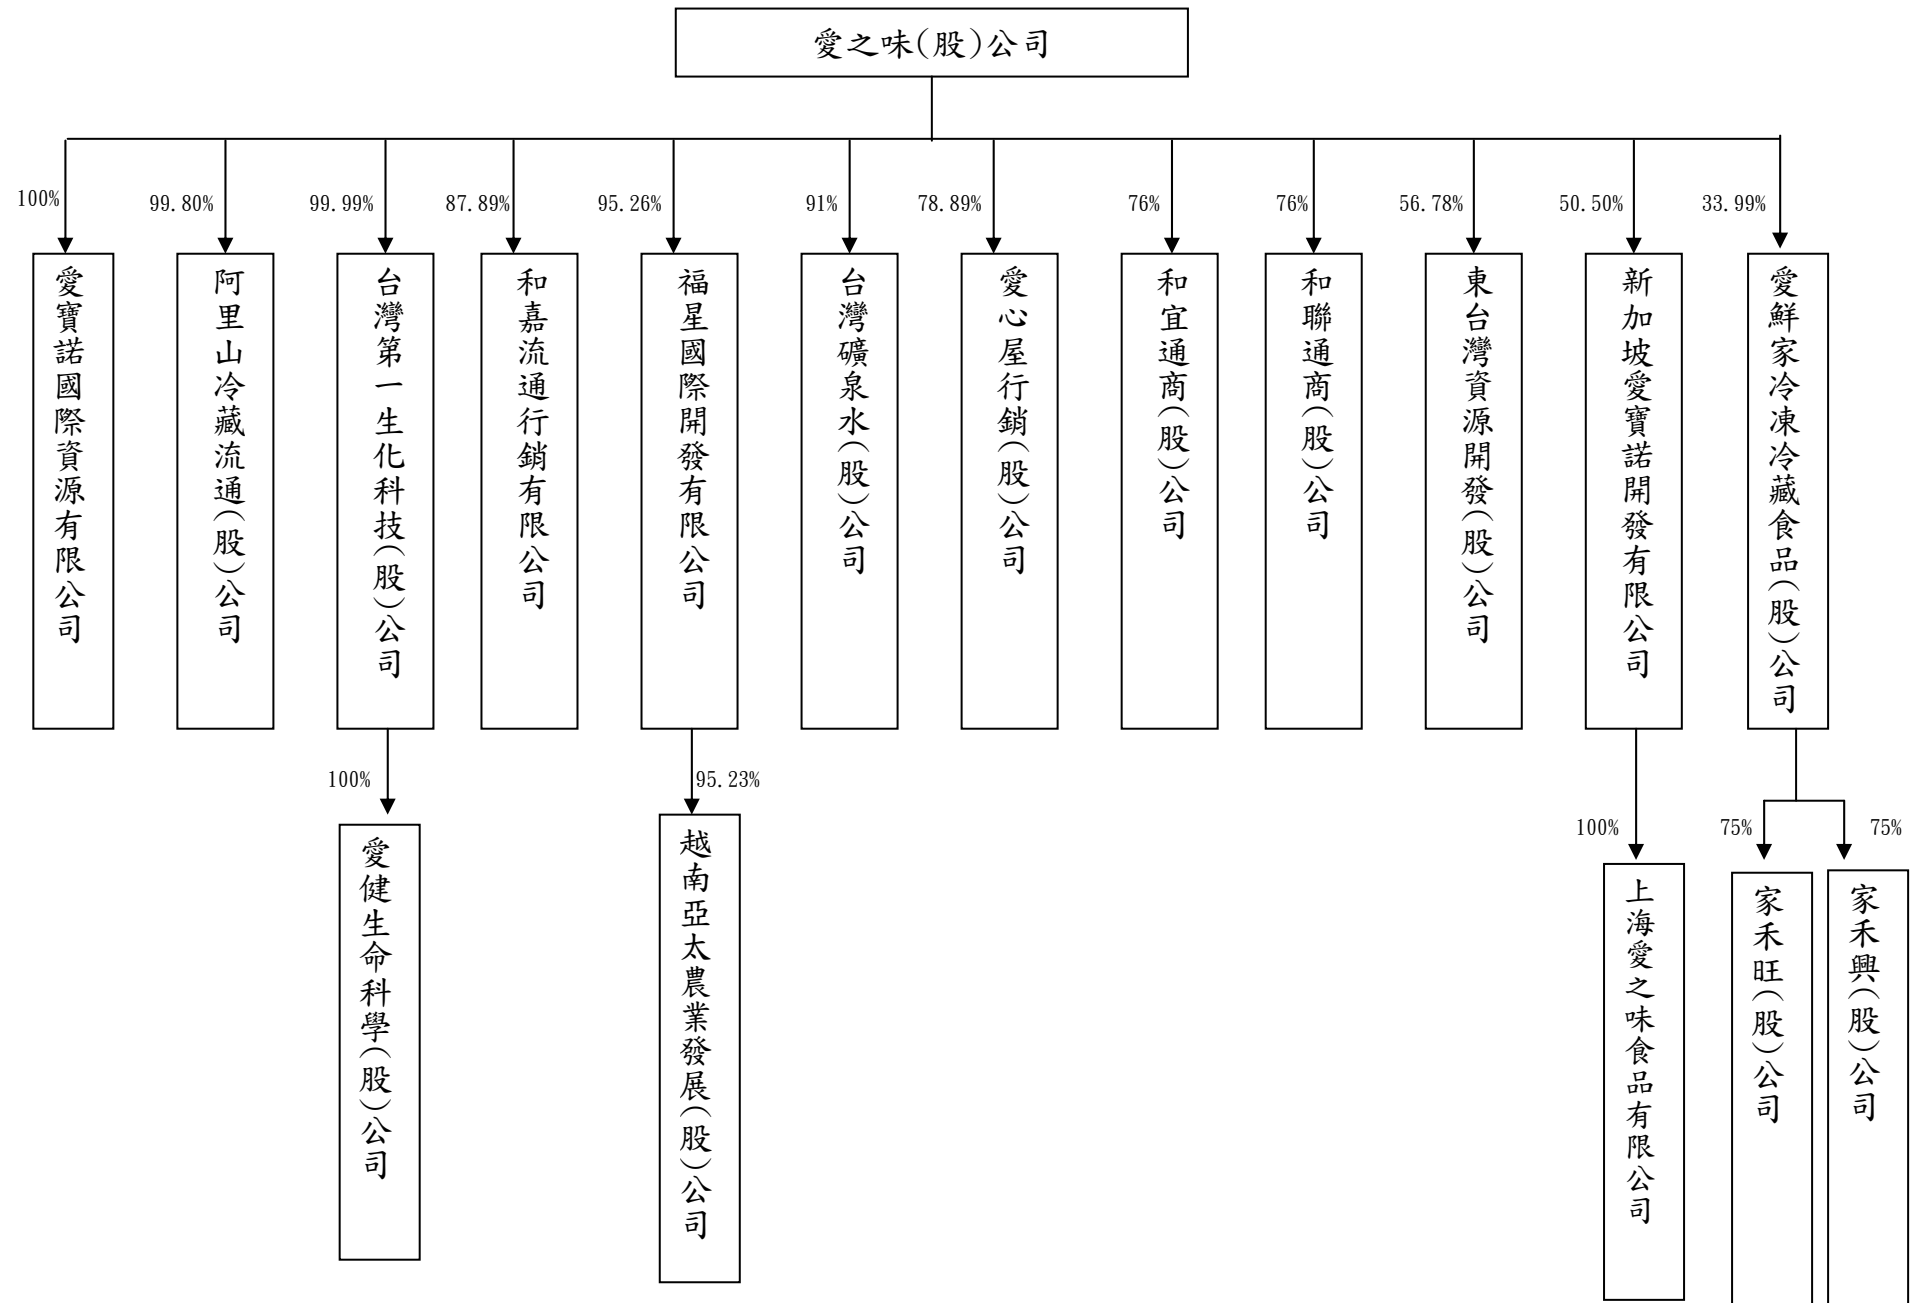 愛之味(股)公司
100%
99.80%
99.99%
87.89%
95.26%
91%
78.89%
76%
76%
56.78%
50.50%
33.99%
愛寶諾國際資源有限公司
阿里山冷藏流通(股)公司
台灣第一生化科技(股)公司
和嘉流通行銷有限公司
福星國際開發有限公司
台灣礦泉水(股)公司
愛心屋行銷(股)公司
和宜通商(股)公司
和聯通商(股)公司
東台灣資源開發(股)公司
新加坡愛寶諾開發有限公司
愛鮮家冷凍冷藏食品(股)公司
100%
95.23%
100%
75%
75%
愛健生命科學(股)公司
越南亞太農業發展(股)公司
上海愛之味食品有限公司
家禾旺(股)公司
家禾興(股)公司